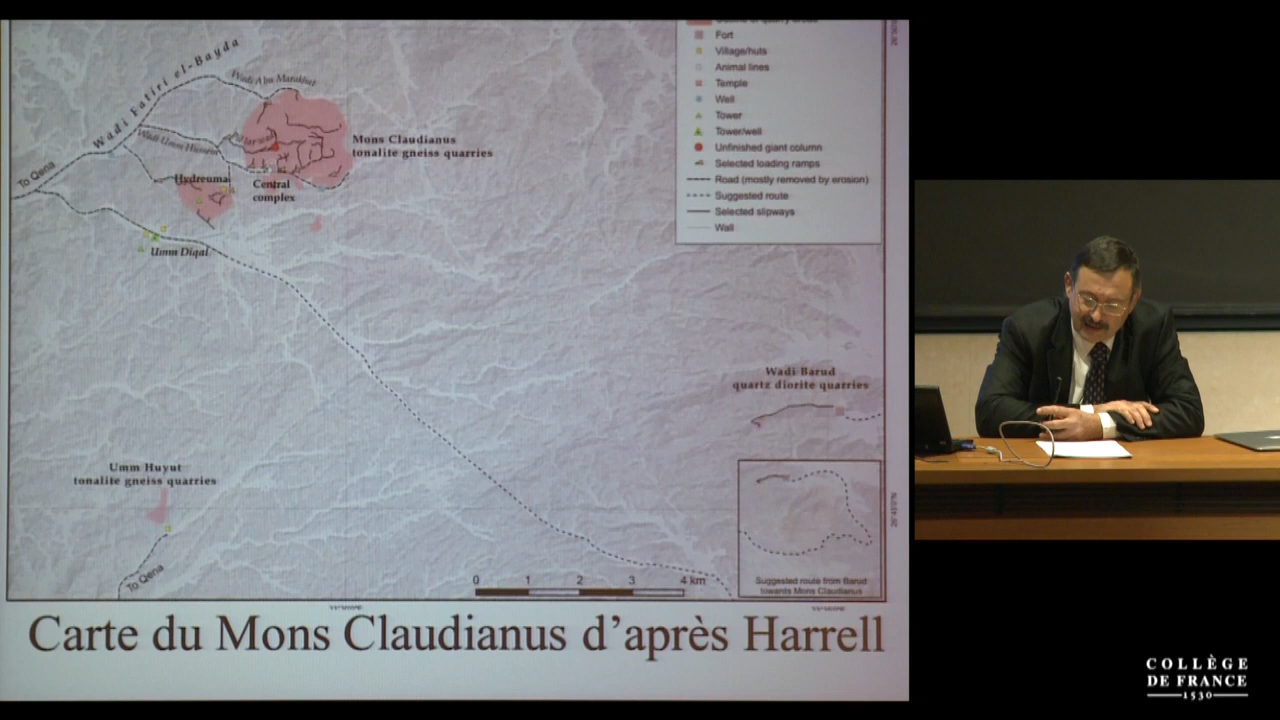 Fort
Village/huts
Animal lines
Temple
Well
Tower
Tower/well
Unfinished giant column
Selected loading ramps
Road (mostly removed by erosion)
Suggested route
Selected slipways
Wall
Wadi Fatiri el-Bayda
Wadi Abu Marakhat
Wadi Umm Hussein
Mons Claudianus
tonalite gneiss quarries
To Qena
Hydreuma
Central
complex
Umm Diqal
Wadi Barud
quartz diorite quarries
Umm Huyut
tonalite gneiss quarries
To Qena
0 1 2 3 4 km
Suggested route from Barud
towards Mons Claudianus
Carte du Mons Claudianus d'après Harrell
COLLÈGE
DE FRANCE
1530